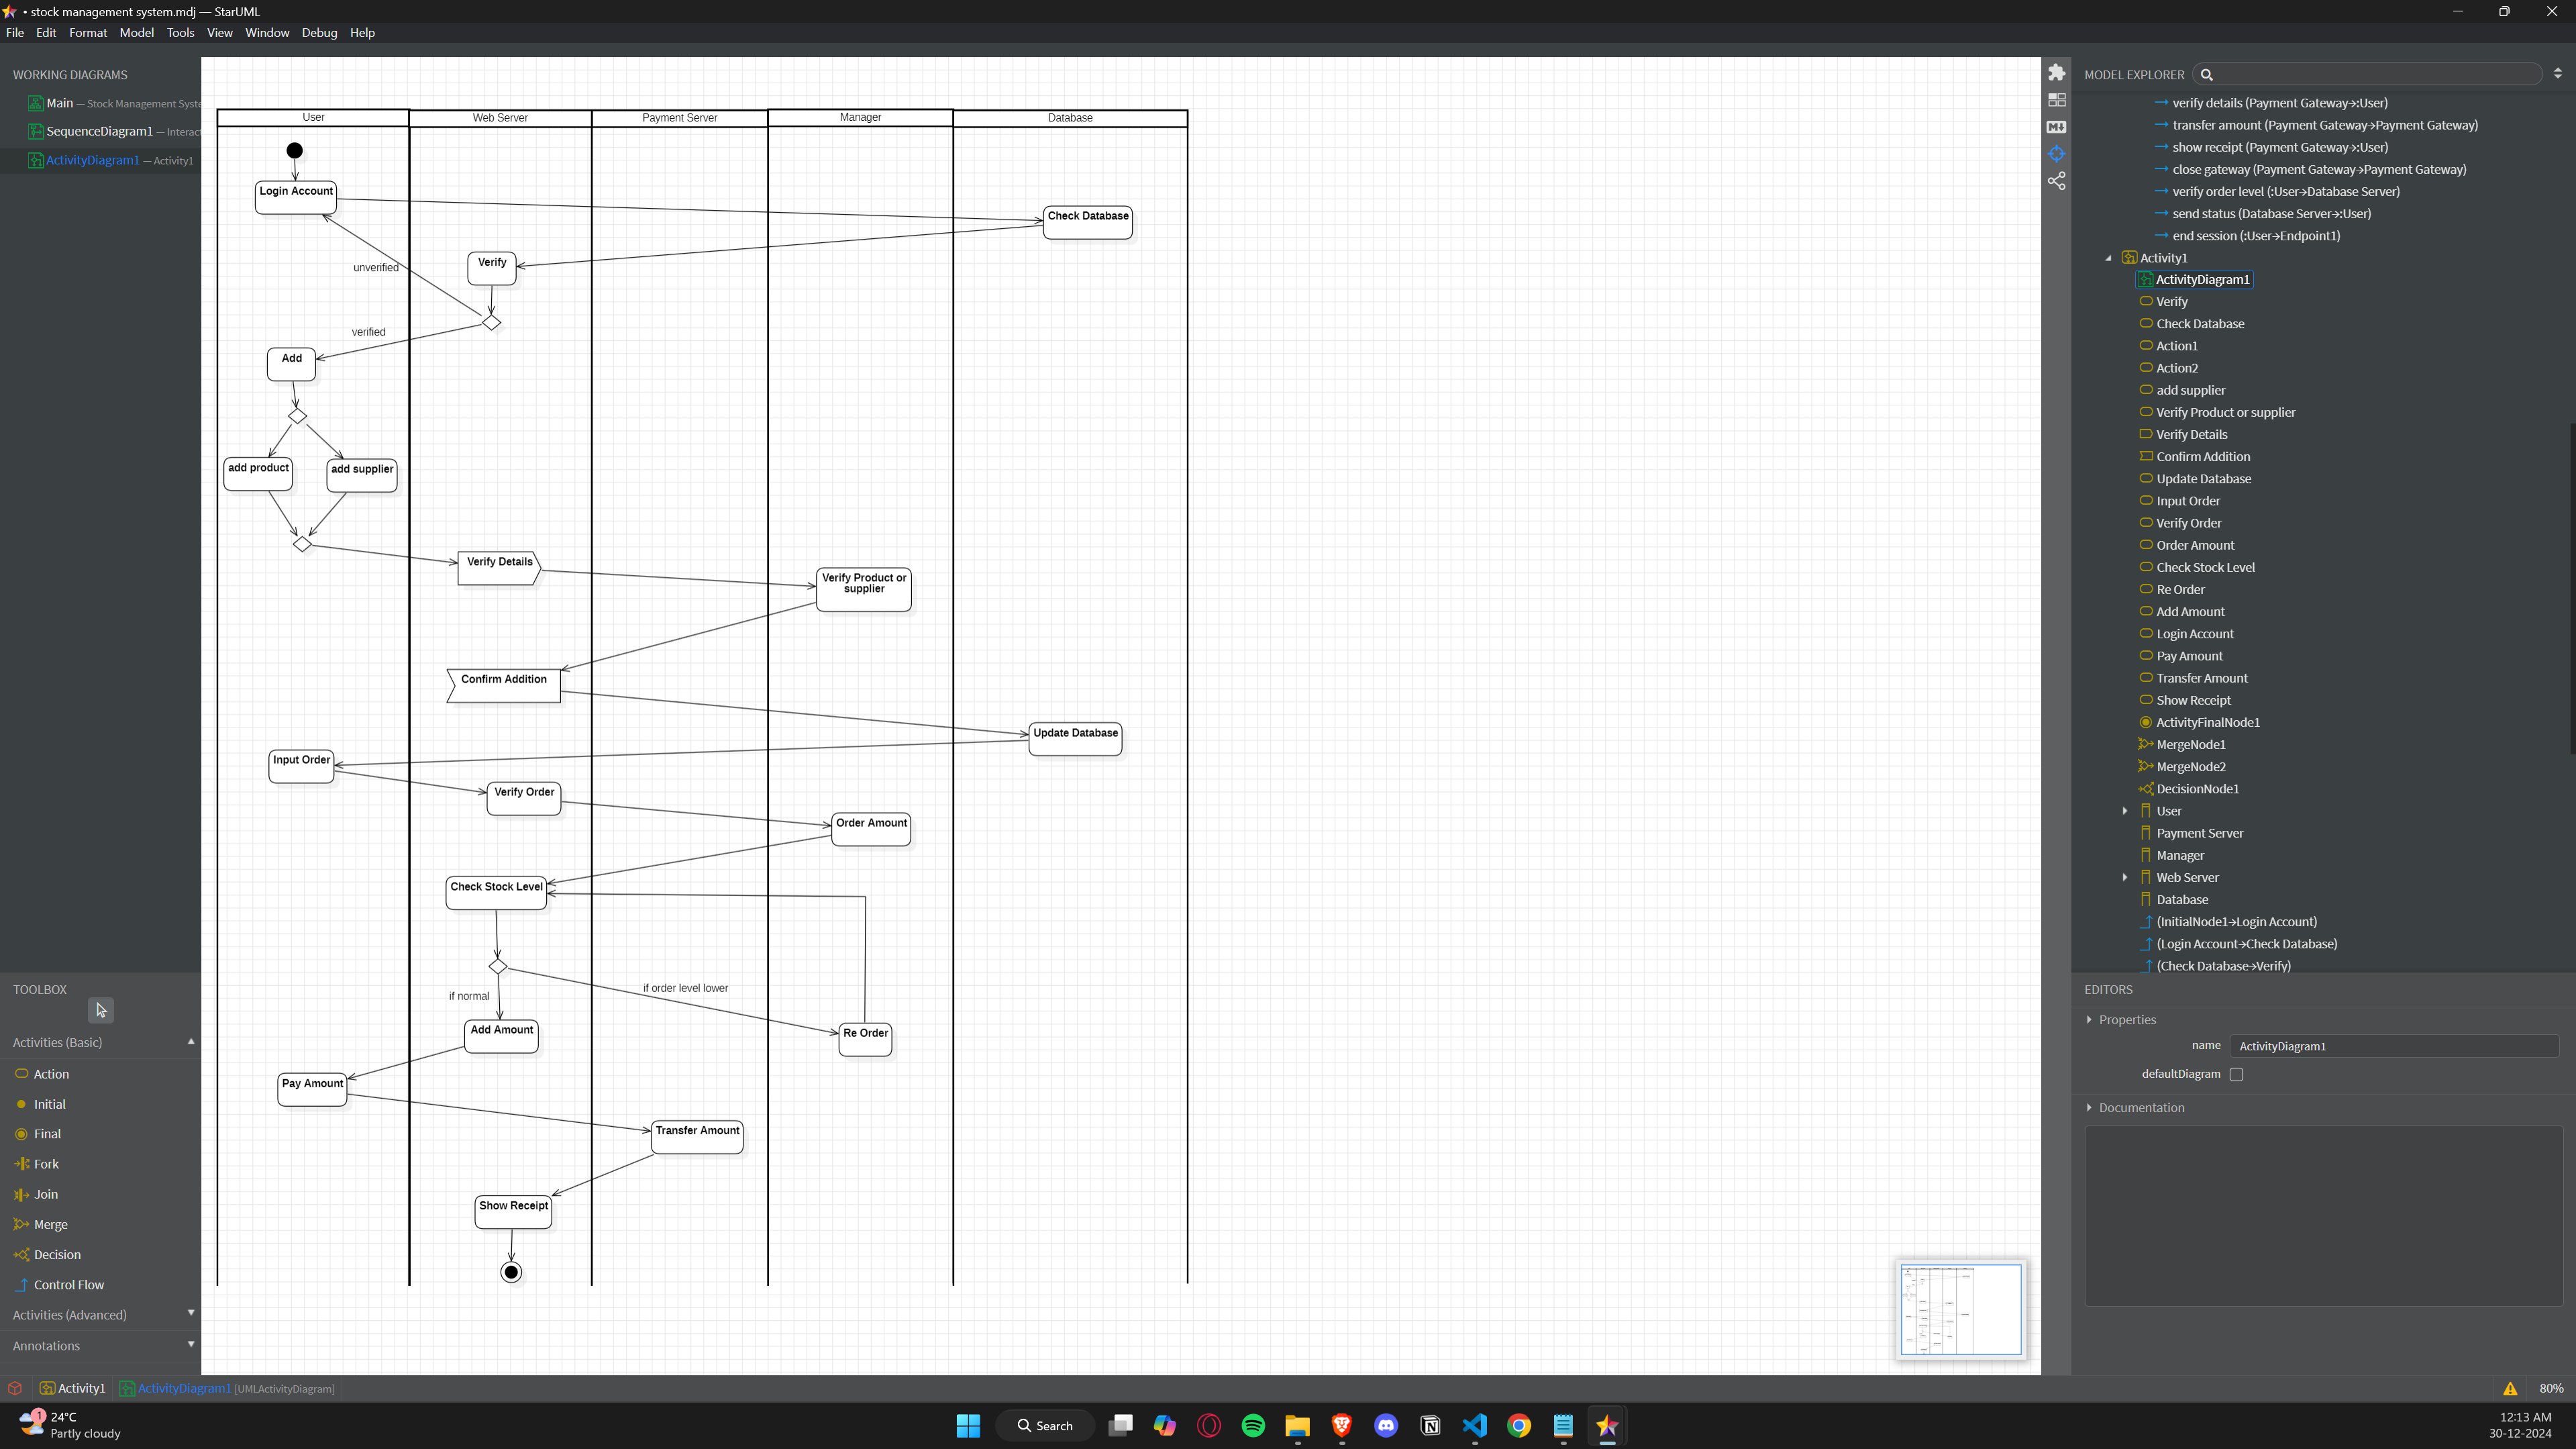 • stock management system.mdj — StarUML
File Edit Format Model Tools View Window Debug Help
WORKING DIAGRAMS
Main — Stock Management Syste
SequenceDiagram1 — Interact
ActivityDiagram1 — Activity1
TOOLBOX
Activities (Basic)
Action
Initial
Final
Fork
Join
Merge
Decision
Control Flow
Activities (Advanced)
Annotations
User Web Server Payment Server Manager Database
Login Account
Check Database
Verify
unverified
verified
Add
add product
add supplier
Verify Details
Verify Product or
supplier
Confirm Addition
Update Database
Input Order
Verify Order
Order Amount
Check Stock Level
if normal
if order level lower
Add Amount
Re Order
Pay Amount
Transfer Amount
Show Receipt
MODEL EXPLORER
verify details (Payment Gateway→:User)
transfer amount (Payment Gateway→Payment Gateway)
show receipt (Payment Gateway→:User)
close gateway (Payment Gateway→Payment Gateway)
verify order level (:User→Database Server)
send status (Database Server→:User)
end session (:User→Endpoint1)
Activity1
ActivityDiagram1
Verify
Check Database
Action1
Action2
add supplier
Verify Product or supplier
Verify Details
Confirm Addition
Update Database
Input Order
Verify Order
Order Amount
Check Stock Level
Re Order
Add Amount
Login Account
Pay Amount
Transfer Amount
Show Receipt
ActivityFinalNode1
MergeNode1
MergeNode2
DecisionNode1
User
Payment Server
Manager
Web Server
Database
(InitialNode1→Login Account)
(Login Account→Check Database)
(Check Database→Verify)
EDITORS
Properties
name ActivityDiagram1
defaultDiagram
Documentation
Activity1 ActivityDiagram1 [UMLActivityDiagram]
80%
1
24°C
Partly cloudy
Search
12:13 AM
30-12-2024